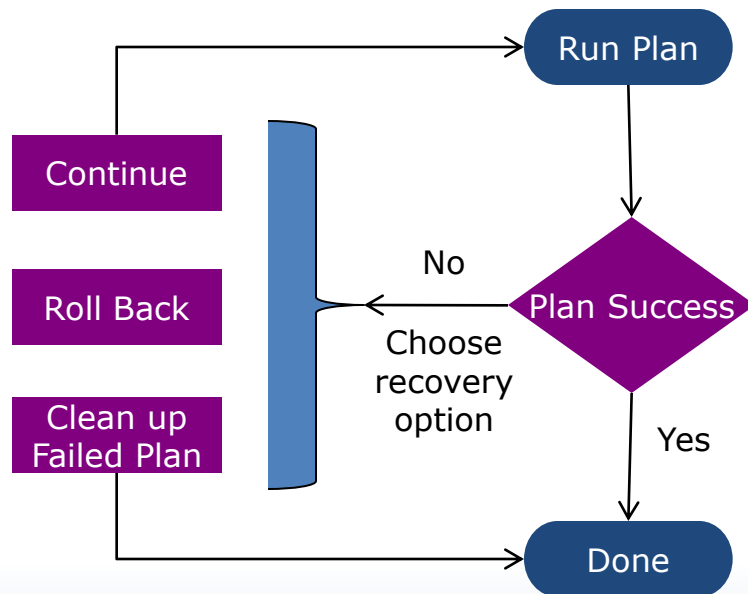 Run Plan
Continue
No
Roll Back
Plan Success
Choose
recovery
option
Clean up
Failed Plan
Yes
Done